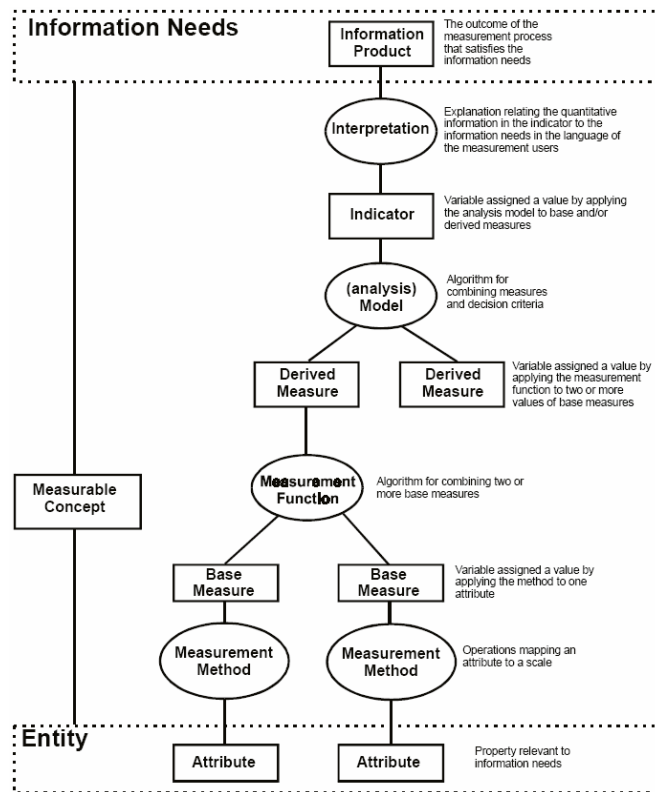 Information Needs
Information
Product
The outcome of the
measurement process
that satisfies the
information needs
Interpretation
Explanation relating the quantitative
information in the indicator to the
information needs in the language of
the measurement users
Indicator
Variable assigned a value by applying
the analysis model to base and/or
derived measures
(analysis)
Model
Algorithm for
combining measures
and decision criteria
Derived
Measure
Derived
Measure
Variable assigned a value by
applying the measurement
function to two or more
values of base measures
Measurement
Function
Algorithm for combining two or
more base measures
Measurable
Concept
Base
Measure
Base
Measure
Variable assigned a value by
applying the method to one
attribute
Measurement
Method
Measurement
Method
Operations mapping an
attribute to a scale
Entity
Attribute
Attribute
Property relevant to
information needs